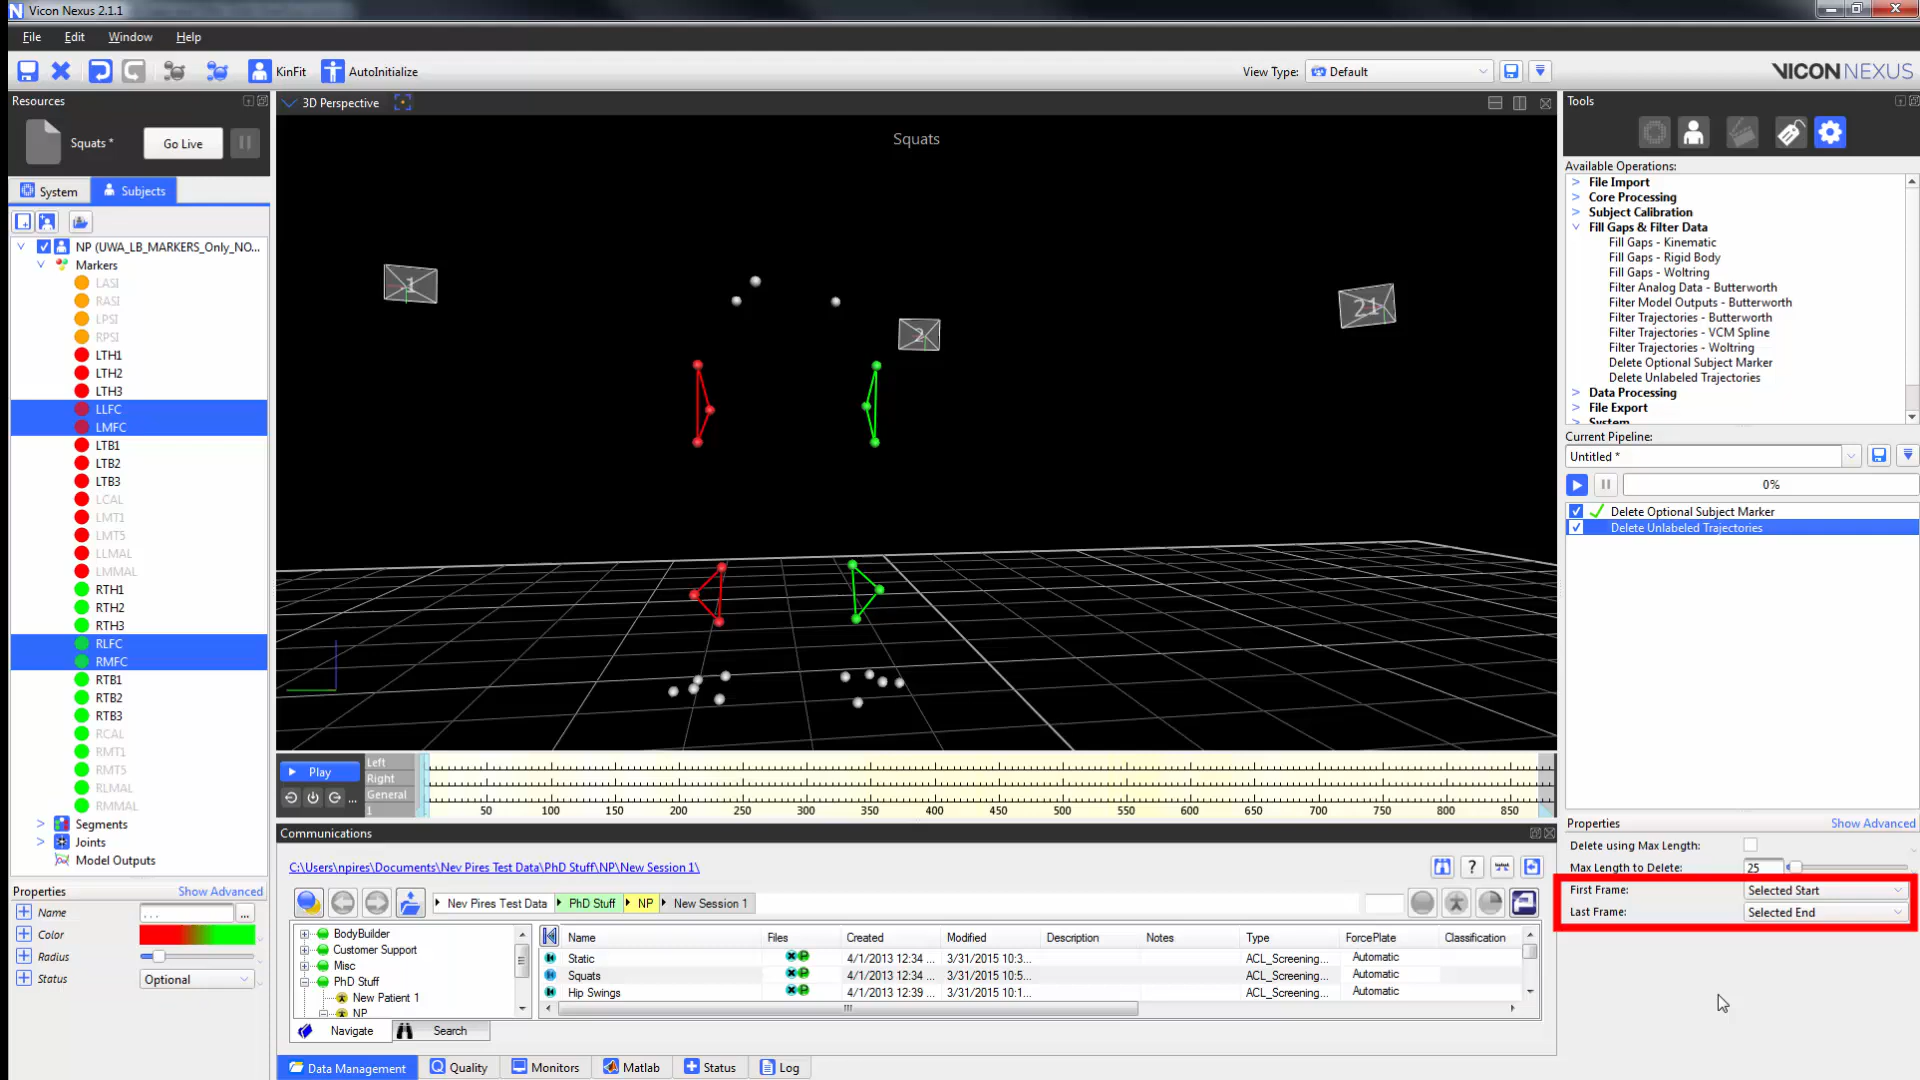 Vicon Nexus 2.1.1
File Edit Window Help
KinFit AutoInitialize View Type: Default VICON NEXUS
Resources
Squats * Go Live
System Subjects
NP (UWA_LB_MARKERS_Only_NO...
Markers
LASI
RASI
LPSI
RPSI
LTH1
LTH2
LTH3
LLFC
LMFC
LTB1
LTB2
LTB3
LCAL
LMT1
LMT5
LLMAL
LMMAL
RTH1
RTH2
RTH3
RLFC
RMFC
RTB1
RTB2
RTB3
RCAL
RMT1
RMT5
RLMAL
RMMAL
Segments
Joints
Model Outputs
Properties Show Advanced
Name . . . ...
Color
Radius
Status Optional
3D Perspective
Squats
1
2
21
Play
Left
Right
General
1 50 100 150 200 250 300 350 400 450 500 550 600 650 700 750 800 850
Communications
C:\Users\npires\Documents\Nev Pires Test Data\PhD Stuff\NP\New Session 1\
Nev Pires Test Data PhD Stuff NP New Session 1
BodyBuilder
Customer Support
Misc
PhD Stuff
New Patient 1
NP
Navigate Search
Name Files Created Modified Description Notes Type ForcePlate Classification
Static 4/1/2013 12:34 ... 3/31/2015 10:3... ACL_Screening... Automatic
Squats 4/1/2013 12:34 ... 3/31/2015 10:5... ACL_Screening... Automatic
Hip Swings 4/1/2013 12:39 ... 3/31/2015 10:1... ACL_Screening... Automatic
Data Management Quality Monitors Matlab Status Log
Tools
Available Operations:
File Import
Core Processing
Subject Calibration
Fill Gaps & Filter Data
Fill Gaps - Kinematic
Fill Gaps - Rigid Body
Fill Gaps - Woltring
Filter Analog Data - Butterworth
Filter Model Outputs - Butterworth
Filter Trajectories - Butterworth
Filter Trajectories - VCM Spline
Filter Trajectories - Woltring
Delete Optional Subject Marker
Delete Unlabeled Trajectories
Data Processing
File Export
System
Current Pipeline:
Untitled *
0%
Delete Optional Subject Marker
Delete Unlabeled Trajectories
Properties Show Advanced
Delete using Max Length:
Max Length to Delete: 25
First Frame: Selected Start
Last Frame: Selected End